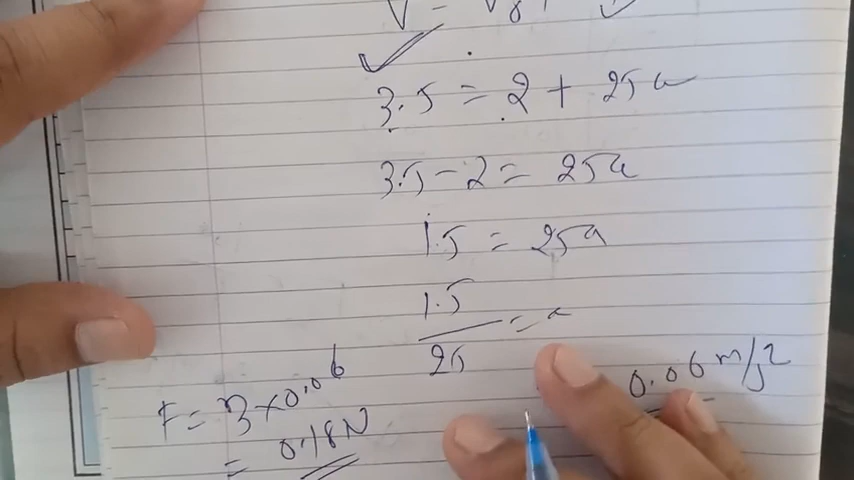 3.5 = 2 + 25a
3.5 - 2 = 25a
1.5 = 25a
1.5
25
= a
0.06 m/s2
F = 3 x 0.06
= 0.18 N